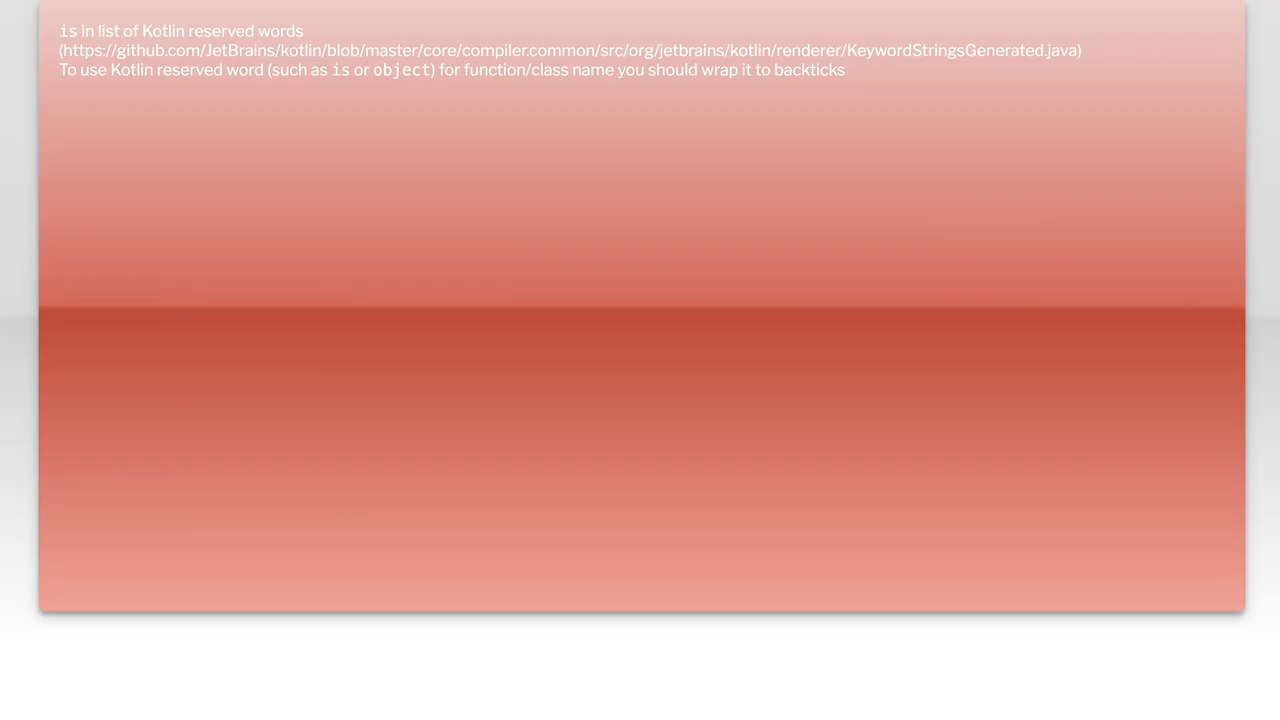 is in list of Kotlin reserved words
(https://github.com/JetBrains/kotlin/blob/master/core/compiler.common/src/org/jetbrains/kotlin/renderer/KeywordStringsGenerated.java)
To use Kotlin reserved word (such as is or object) for function/class name you should wrap it to backticks